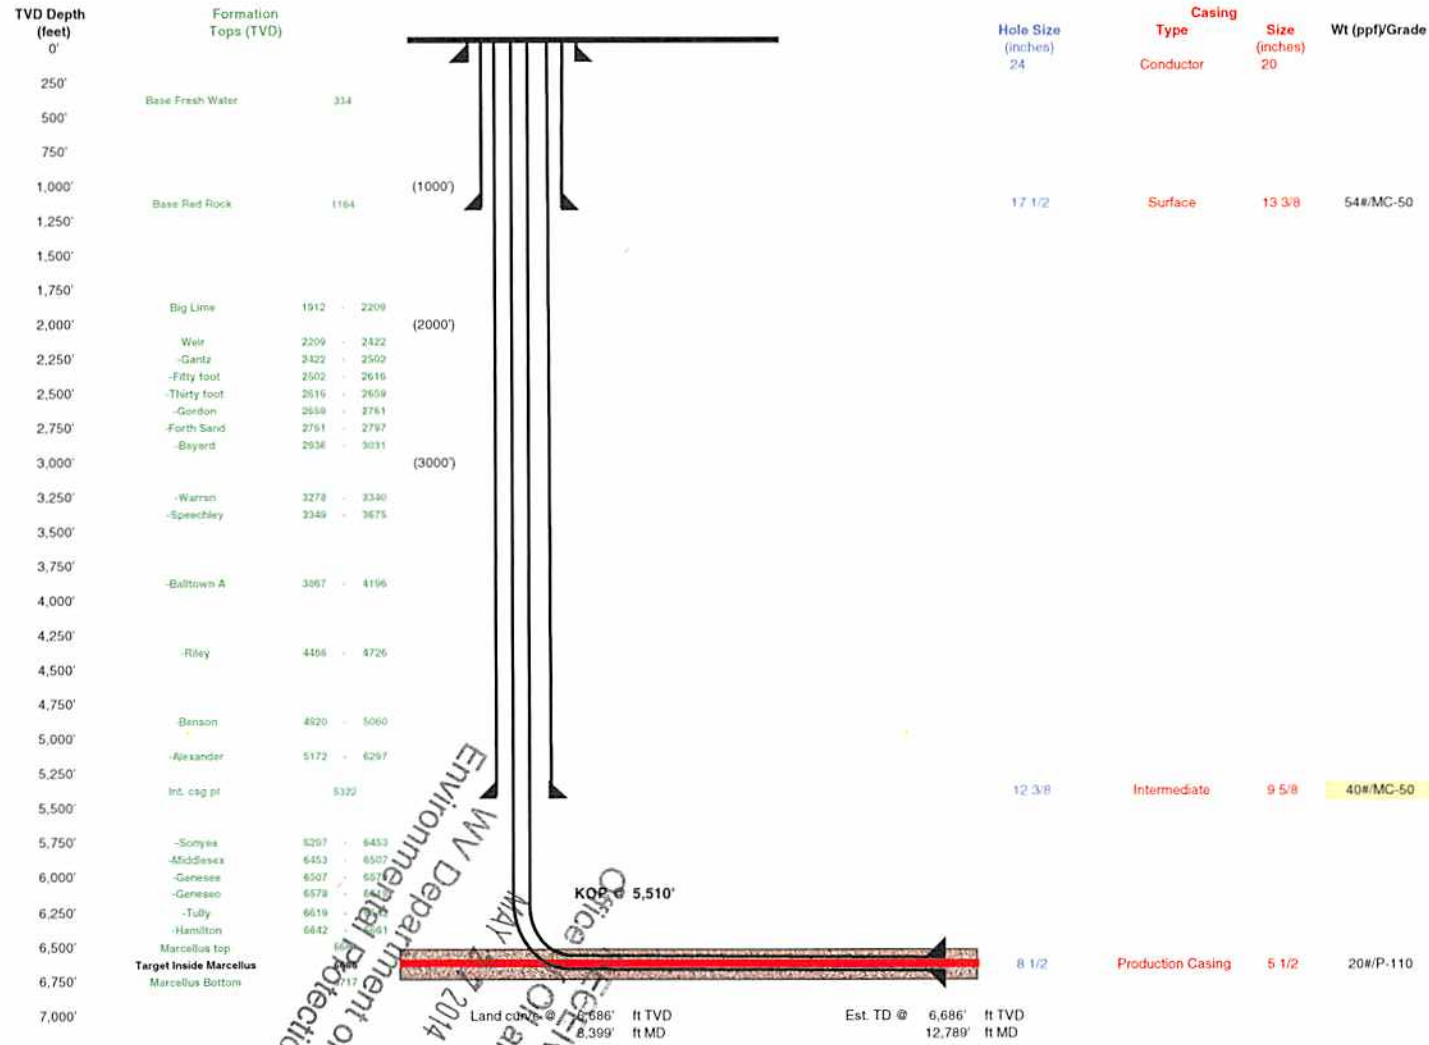 TVD Depth (feet) Formation Tops (TVD) Casing
Hole Size (inches) Type Size (inches) Wt (ppf)/Grade
0' 24 Conductor 20
250'
Base Fresh Water 334
500'
750'
1,000' (1000')
Base Red Rock 1164 17 1/2 Surface 13 3/8 54#/MC-50
1,250'
1,500'
1,750'
Big Lime 1912 - 2209
2,000' (2000')
Weir 2209 - 2422
2,250' -Gantz 2422 - 2502
-Fifty foot 2502 - 2616
2,500' -Thirty foot 2616 - 2659
-Gordon 2659 - 2761
2,750' -Forth Sand 2761 - 2797
-Bayard 2936 - 3031
3,000' (3000')
3,250' -Warren 3278 - 3340
-Speechley 3349 - 3675
3,500'
3,750'
-Balltown A 3867 - 4196
4,000'
4,250'
-Riley 4726
4,500'
4,750'
-Benson 4920 - 5060
5,000'
-Alexander 5172 - 6297
5,250'
Int. csg pt 5322 12 3/8 Intermediate 9 5/8 40#/MC-50
5,500'
5,750' -Sonyea 6297 - 6453
-Middlesex 6453 - 6507
6,000' -Genesee 6507
-Geneseo 6578 KOP @ 5,510'
6,250' -Tully 6619
-Hamilton 6642 - 6661
6,500' Marcellus top
Target Inside Marcellus 8 1/2 Production Casing 5 1/2 20#/P-110
6,750' Marcellus Bottom
7,000' Land curve @ 6,686' ft TVD Est. TD @ 6,686' ft TVD
8,399' ft MD 12,789' ft MD
Office
MAY 27 2014
WV Department of
Environmental Protection